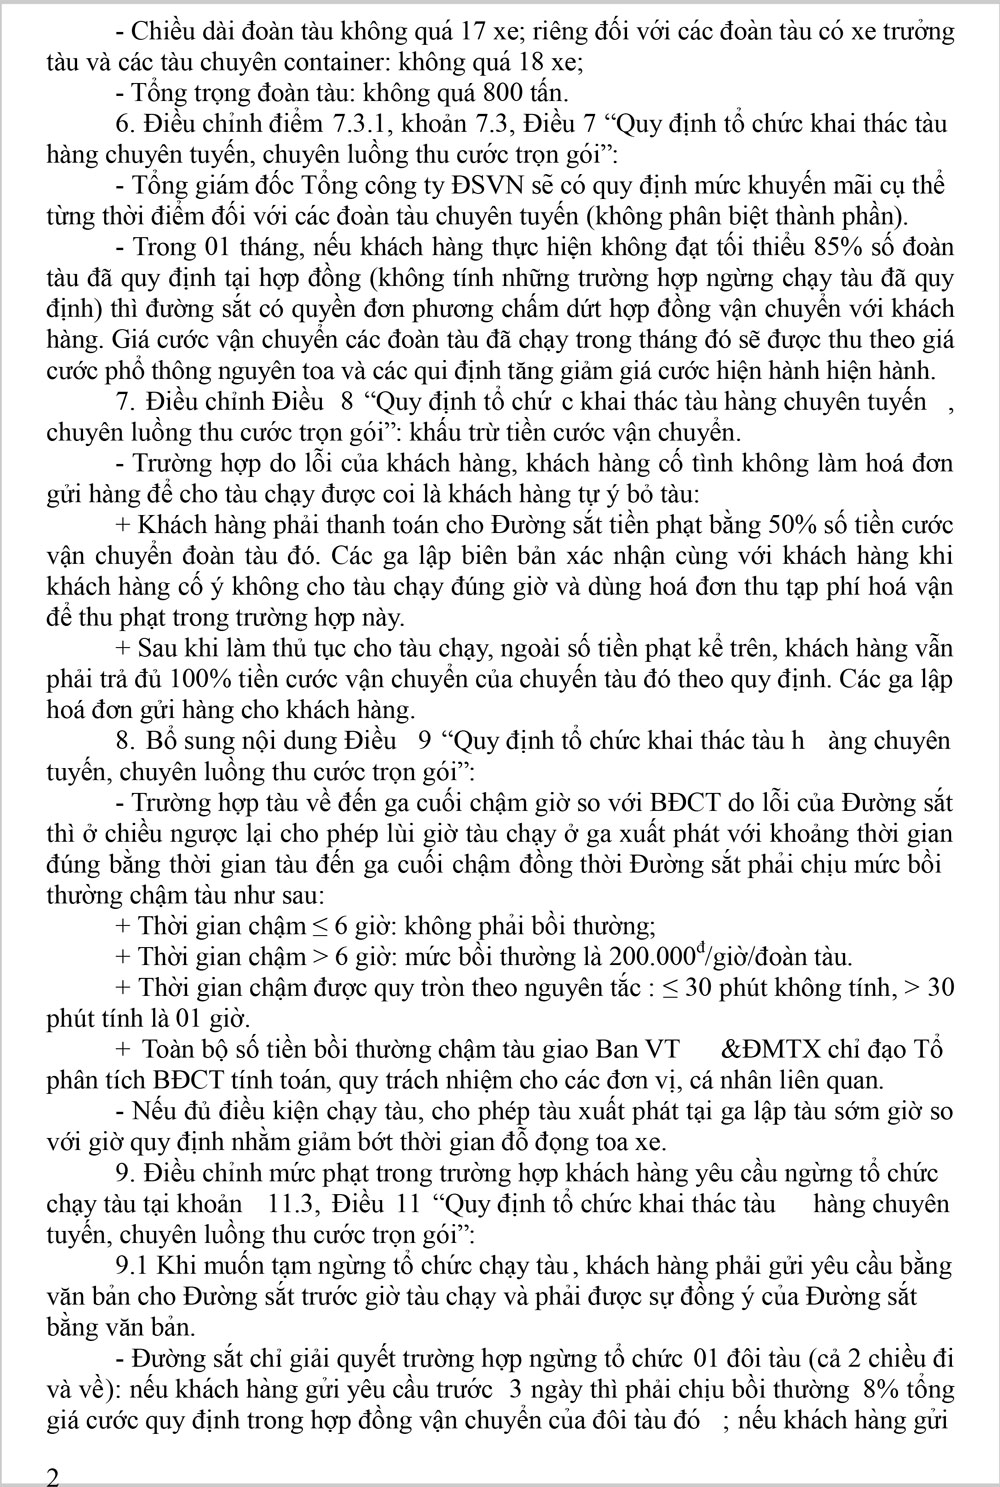 - Chiều dài đoàn tàu không quá 17 xe; riêng đối với các đoàn tàu có xe trưởng
tàu và các tàu chuyên container: không quá 18 xe;
- Tổng trọng đoàn tàu: không quá 800 tấn.
6. Điều chỉnh điểm 7.3.1, khoản 7.3, Điều 7 “Quy định tổ chức khai thác tàu
hàng chuyên tuyến, chuyên luồng thu cước trọn gói”:
- Tổng giám đốc Tổng công ty ĐSVN sẽ có quy định mức khuyến mãi cụ thể
từng thời điểm đối với các đoàn tàu chuyên tuyến (không phân biệt thành phần).
- Trong 01 tháng, nếu khách hàng thực hiện không đạt tối thiểu 85% số đoàn
tàu đã quy định tại hợp đồng (không tính những trường hợp ngừng chạy tàu đã quy
định) thì đường sắt có quyền đơn phương chấm dứt hợp đồng vận chuyển với khách
hàng. Giá cước vận chuyển các đoàn tàu đã chạy trong tháng đó sẽ được thu theo giá
cước phổ thông nguyên toa và các qui định tăng giảm giá cước hiện hành hiện hành.
7. Điều chỉnh Điều 8 “Quy định tổ chứ c khai thác tàu hàng chuyên tuyến ,
chuyên luồng thu cước trọn gói”: khấu trừ tiền cước vận chuyển.
- Trường hợp do lỗi của khách hàng, khách hàng cố tình không làm hoá đơn
gửi hàng để cho tàu chạy được coi là khách hàng tự ý bỏ tàu:
+ Khách hàng phải thanh toán cho Đường sắt tiền phạt bằng 50% số tiền cước
vận chuyển đoàn tàu đó. Các ga lập biên bản xác nhận cùng với khách hàng khi
khách hàng cố ý không cho tàu chạy đúng giờ và dùng hoá đơn thu tạp phí hoá vận
để thu phạt trong trường hợp này.
+ Sau khi làm thủ tục cho tàu chạy, ngoài số tiền phạt kể trên, khách hàng vẫn
phải trả đủ 100% tiền cước vận chuyển của chuyến tàu đó theo quy định. Các ga lập
hoá đơn gửi hàng cho khách hàng.
8. Bổ sung nội dung Điều 9 “Quy định tổ chức khai thác tàu h àng chuyên
tuyến, chuyên luồng thu cước trọn gói”:
- Trường hợp tàu về đến ga cuối chậm giờ so với BĐCT do lỗi của Đường sắt
thì ở chiều ngược lại cho phép lùi giờ tàu chạy ở ga xuất phát với khoảng thời gian
đúng bằng thời gian tàu đến ga cuối chậm đồng thời Đường sắt phải chịu mức bồi
thường chậm tàu như sau:
+ Thời gian chậm ≤ 6 giờ: không phải bồi thường;
+ Thời gian chậm > 6 giờ: mức bồi thường là 200.000đ/giờ/đoàn tàu.
+ Thời gian chậm được quy tròn theo nguyên tắc : ≤ 30 phút không tính, > 30
phút tính là 01 giờ.
+ Toàn bộ số tiền bồi thường chậm tàu giao Ban VT &ĐMTX chỉ đạo Tổ
phân tích BĐCT tính toán, quy trách nhiệm cho các đơn vị, cá nhân liên quan.
- Nếu đủ điều kiện chạy tàu, cho phép tàu xuất phát tại ga lập tàu sớm giờ so
với giờ quy định nhằm giảm bớt thời gian đỗ đọng toa xe.
9. Điều chỉnh mức phạt trong trường hợp khách hàng yêu cầu ngừng tổ chức
chạy tàu tại khoản 11.3, Điều 11 “Quy định tổ chức khai thác tàu hàng chuyên
tuyến, chuyên luồng thu cước trọn gói”:
9.1 Khi muốn tạm ngừng tổ chức chạy tàu, khách hàng phải gửi yêu cầu bằng
văn bản cho Đường sắt trước giờ tàu chạy và phải được sự đồng ý của Đường sắt
bằng văn bản.
- Đường sắt chỉ giải quyết trường hợp ngừng tổ chức 01 đôi tàu (cả 2 chiều đi
và về): nếu khách hàng gửi yêu cầu trước 3 ngày thì phải chịu bồi thường 8% tổng
giá cước quy định trong hợp đồng vận chuyển của đôi tàu đó ; nếu khách hàng gửi
2